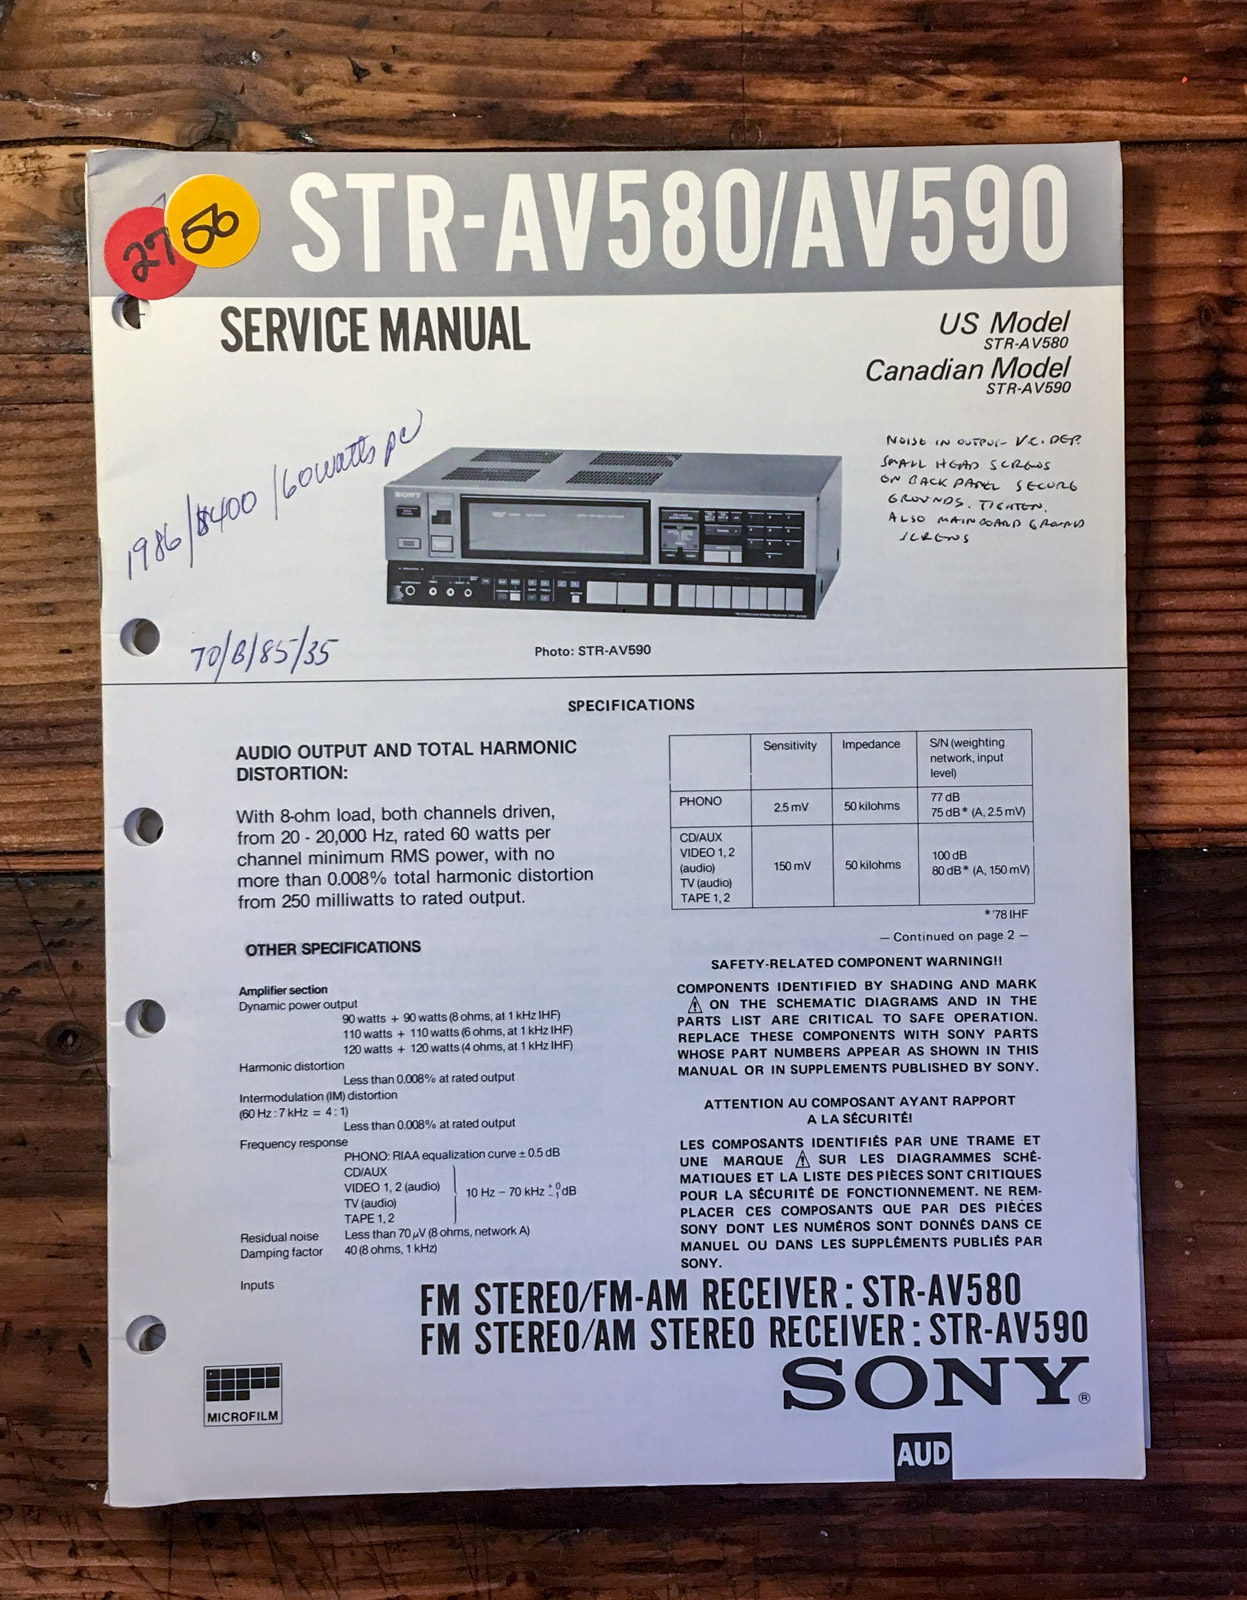 27
56
STR-AV580/AV590
SERVICE MANUAL
US Model
STR-AV580
Canadian Model
STR-AV590
1986/$400/60watts pc
NOISE IN OUTPUT- V.C. DEP.
SMALL HEAD SCREWS
ON BACK PANEL SECURE
GROUNDS. TIGHTEN.
ALSO MAINBOARD GROUND
SCREWS
SONY
70/B/85/35
Photo: STR-AV590
SPECIFICATIONS
AUDIO OUTPUT AND TOTAL HARMONIC
DISTORTION:
With 8-ohm load, both channels driven,
from 20 - 20,000 Hz, rated 60 watts per
channel minimum RMS power, with no
more than 0.008% total harmonic distortion
from 250 milliwatts to rated output.
OTHER SPECIFICATIONS
Amplifier section
Dynamic power output
90 watts + 90 watts (8 ohms, at 1 kHz IHF)
110 watts + 110 watts (6 ohms, at 1 kHz IHF)
120 watts + 120 watts (4 ohms, at 1 kHz IHF)
Harmonic distortion
Less than 0.008% at rated output
Intermodulation (IM) distortion
(60 Hz : 7 kHz = 4 : 1)
Less than 0.008% at rated output
Frequency response
PHONO: RIAA equalization curve ± 0.5 dB
CD/AUX
VIDEO 1, 2 (audio)
TV (audio)
TAPE 1, 2
10 Hz – 70 kHz +0 −1 dB
Residual noise Less than 70 μV (8 ohms, network A)
Damping factor 40 (8 ohms, 1 kHz)
Inputs
Sensitivity Impedance S/N (weighting
network, input
level)
PHONO 2.5 mV 50 kilohms 77 dB
75 dB* (A, 2.5 mV)
CD/AUX
VIDEO 1, 2
(audio)
TV (audio)
TAPE 1, 2
150 mV 50 kilohms 100 dB
80 dB* (A, 150 mV)
* '78 IHF
— Continued on page 2 —
SAFETY-RELATED COMPONENT WARNING!!
COMPONENTS IDENTIFIED BY SHADING AND MARK
⚠ ON THE SCHEMATIC DIAGRAMS AND IN THE
PARTS LIST ARE CRITICAL TO SAFE OPERATION.
REPLACE THESE COMPONENTS WITH SONY PARTS
WHOSE PART NUMBERS APPEAR AS SHOWN IN THIS
MANUAL OR IN SUPPLEMENTS PUBLISHED BY SONY.
ATTENTION AU COMPOSANT AYANT RAPPORT
A LA SÉCURITÉ!
LES COMPOSANTS IDENTIFIÉS PAR UNE TRAME ET
UNE MARQUE ⚠ SUR LES DIAGRAMMES SCHÉ-
MATIQUES ET LA LISTE DES PIÈCES SONT CRITIQUES
POUR LA SÉCURITÉ DE FONCTIONNEMENT. NE REM-
PLACER CES COMPOSANTS QUE PAR DES PIÈCES
SONY DONT LES NUMÉROS SONT DONNÉS DANS CE
MANUEL OU DANS LES SUPPLÉMENTS PUBLIÉS PAR
SONY.
FM STEREO/FM-AM RECEIVER : STR-AV580
FM STEREO/AM STEREO RECEIVER : STR-AV590
SONY®
MICROFILM
AUD